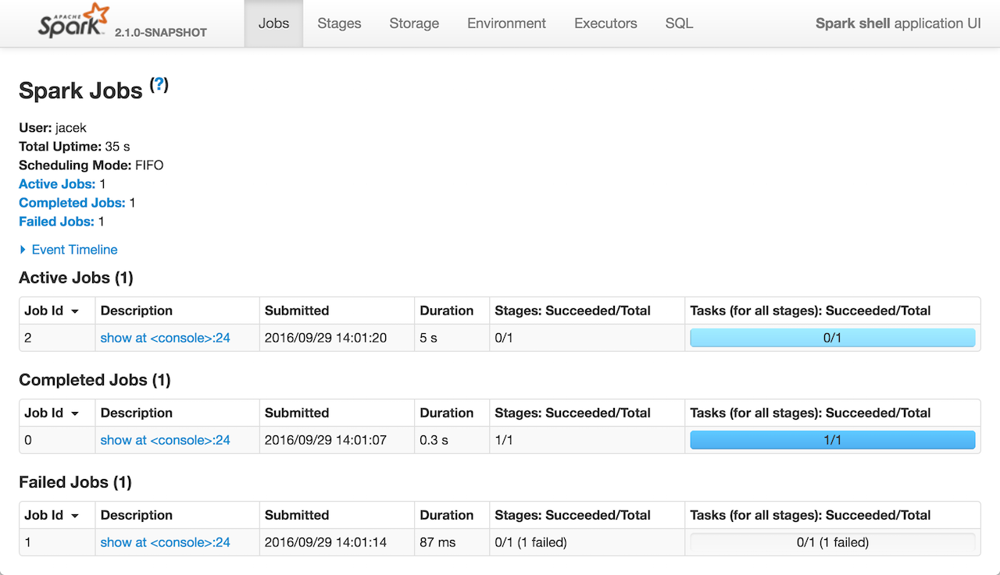 APACHE
Spark 2.1.0-SNAPSHOT Jobs Stages Storage Environment Executors SQL Spark shell application UI
Spark Jobs (?)
User: jacek
Total Uptime: 35 s
Scheduling Mode: FIFO
Active Jobs: 1
Completed Jobs: 1
Failed Jobs: 1
Event Timeline
Active Jobs (1)
Job Id Description Submitted Duration Stages: Succeeded/Total Tasks (for all stages): Succeeded/Total
2 show at <console>:24 2016/09/29 14:01:20 5 s 0/1 0/1
Completed Jobs (1)
Job Id Description Submitted Duration Stages: Succeeded/Total Tasks (for all stages): Succeeded/Total
0 show at <console>:24 2016/09/29 14:01:07 0.3 s 1/1 1/1
Failed Jobs (1)
Job Id Description Submitted Duration Stages: Succeeded/Total Tasks (for all stages): Succeeded/Total
1 show at <console>:24 2016/09/29 14:01:14 87 ms 0/1 (1 failed) 0/1 (1 failed)